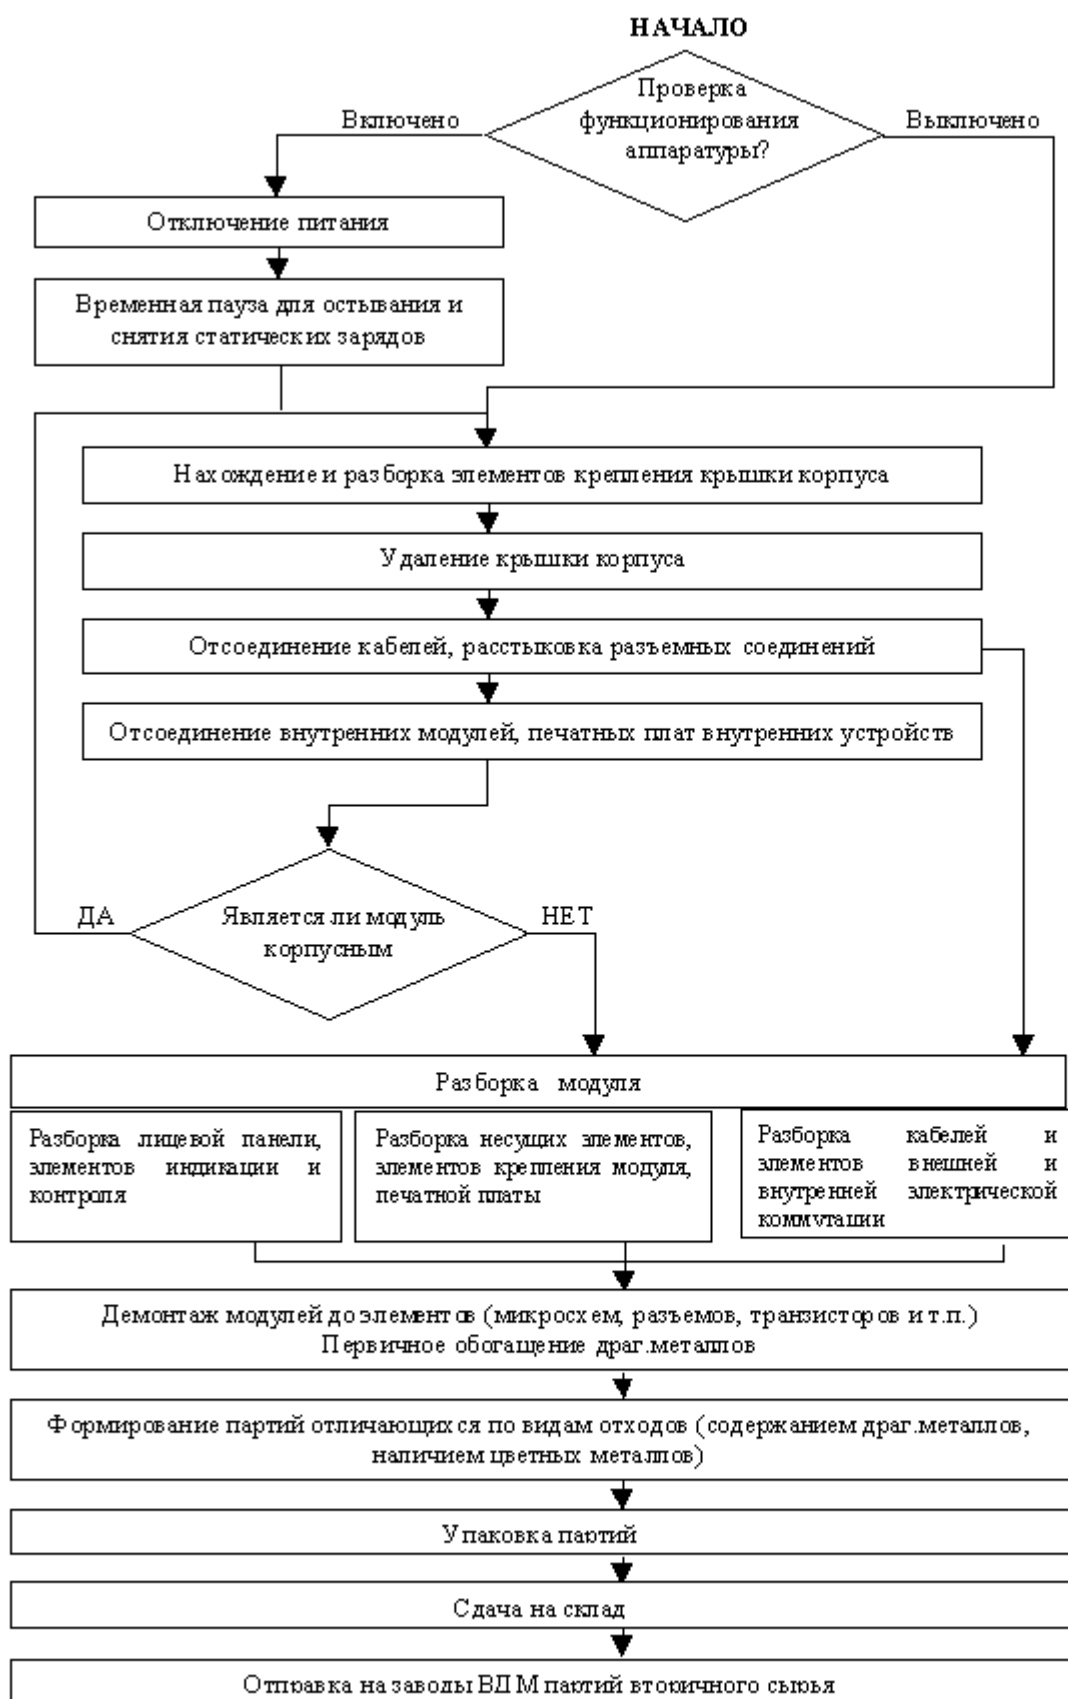 НАЧАЛО
Проверка
функционирования
аппаратуры?
Включено
Выключено
Отключение питания
Временная пауза для остывания и
снятия статических зарядов
Нахождение и разборка элементов крепления крышки корпуса
Удаление крышки корпуса
Отсоединение кабелей, расстыковка разъемных соединений
Отсоединение внутренних модулей, печатных плат внутренних устройств
ДА
Является ли модуль
корпусным
НЕТ
Разборка модуля
Разборка лицевой панели,
элементов индикации и
контроля
Разборка несущих элементов,
элементов крепления модуля,
печатной платы
Разборка кабелей и
элементов внешней и
внутренней электрической
коммутации
Демонтаж модулей до элементов (микросхем, разъемов, транзисторов и т.п.)
Первичное обогащение драг.металлов
Формирование партий отличающихся по видам отходов (содержанием драг.металлов,
наличием цветных металлов)
Упаковка партий
Сдача на склад
Отправка на заводы ВДМ партий вторичного сырья